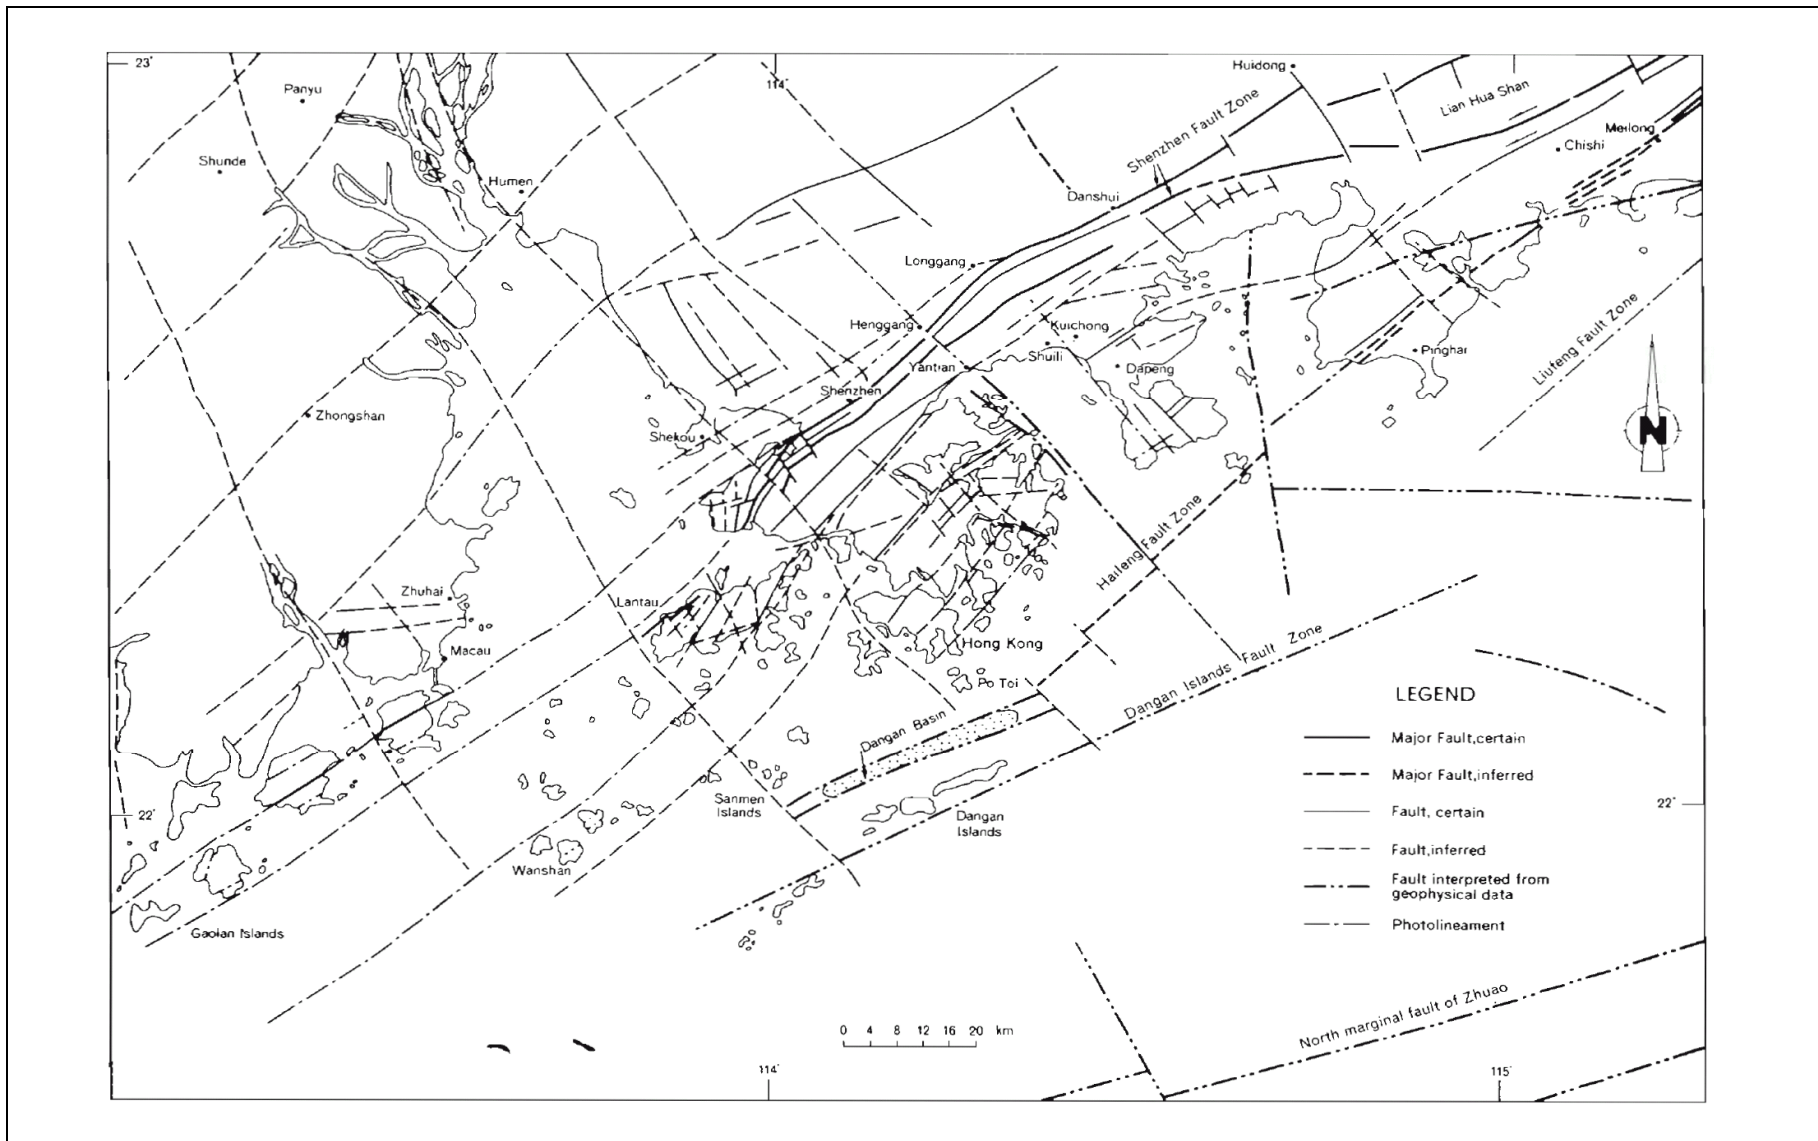 23°
114°
Panyu
Huidong
Lian Hua Shan
Shenzhen Fault Zone
Meilong
Chishi
Shunde
Humen
Danshui
Longgang
Henggang
Kuichong
Shuili
Yantian
Dapeng
Pinghai
Liufeng Fault Zone
Shenzhen
Zhongshan
Shekou
N
Haifeng Fault Zone
Zhuhai
Lantau
Macau
Hong Kong
Po Toi
Dangan Islands Fault Zone
Dangan Basin
LEGEND
Major Fault,certain
Major Fault,inferred
Fault, certain
Fault,inferred
Fault interpreted from
geophysical data
Photolineament
22°
22°
Sanmen
Islands
Dangan
Islands
Wanshan
Gaolan Islands
North marginal fault of Zhuao
0 4 8 12 16 20 km
114°
115°